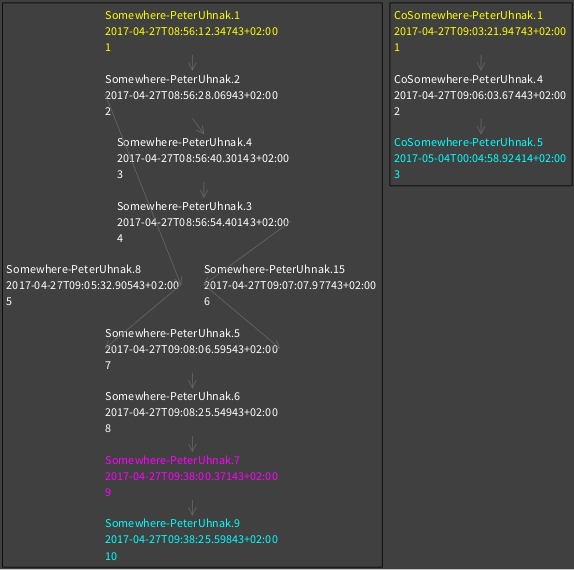 Somewhere-PeterUhnak.1
2017-04-27T08:56:12.34743+02:00
1
Somewhere-PeterUhnak.2
2017-04-27T08:56:28.06943+02:00
2
Somewhere-PeterUhnak.4
2017-04-27T08:56:40.30143+02:00
3
Somewhere-PeterUhnak.3
2017-04-27T08:56:54.40143+02:00
4
Somewhere-PeterUhnak.8
2017-04-27T09:05:32.90543+02:00
5
Somewhere-PeterUhnak.15
2017-04-27T09:07:07.97743+02:00
6
Somewhere-PeterUhnak.5
2017-04-27T09:08:06.59543+02:00
7
Somewhere-PeterUhnak.6
2017-04-27T09:08:25.54943+02:00
8
Somewhere-PeterUhnak.7
2017-04-27T09:38:00.37143+02:00
9
Somewhere-PeterUhnak.9
2017-04-27T09:38:25.59843+02:00
10
CoSomewhere-PeterUhnak.1
2017-04-27T09:03:21.94743+02:00
1
CoSomewhere-PeterUhnak.4
2017-04-27T09:06:03.67443+02:00
2
CoSomewhere-PeterUhnak.5
2017-05-04T00:04:58.92414+02:00
3